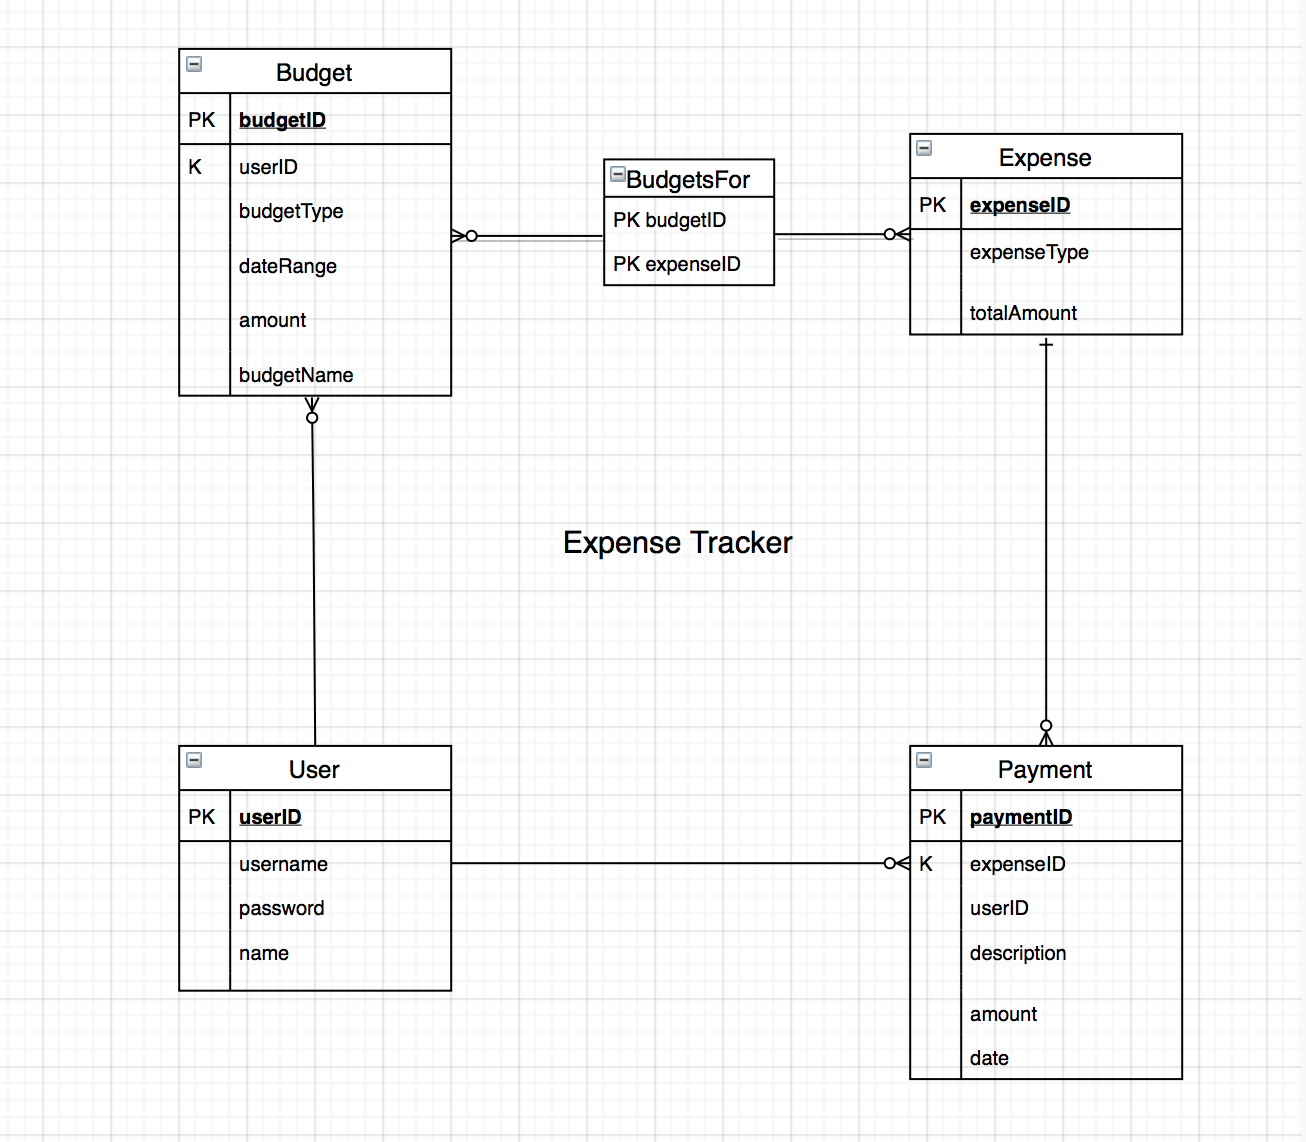 Budget
PK budgetID
K userID
budgetType
dateRange
amount
budgetName
BudgetsFor
PK budgetID
PK expenseID
Expense
PK expenseID
expenseType
totalAmount
Expense Tracker
User
PK userID
username
password
name
Payment
PK paymentID
K expenseID
userID
description
amount
date